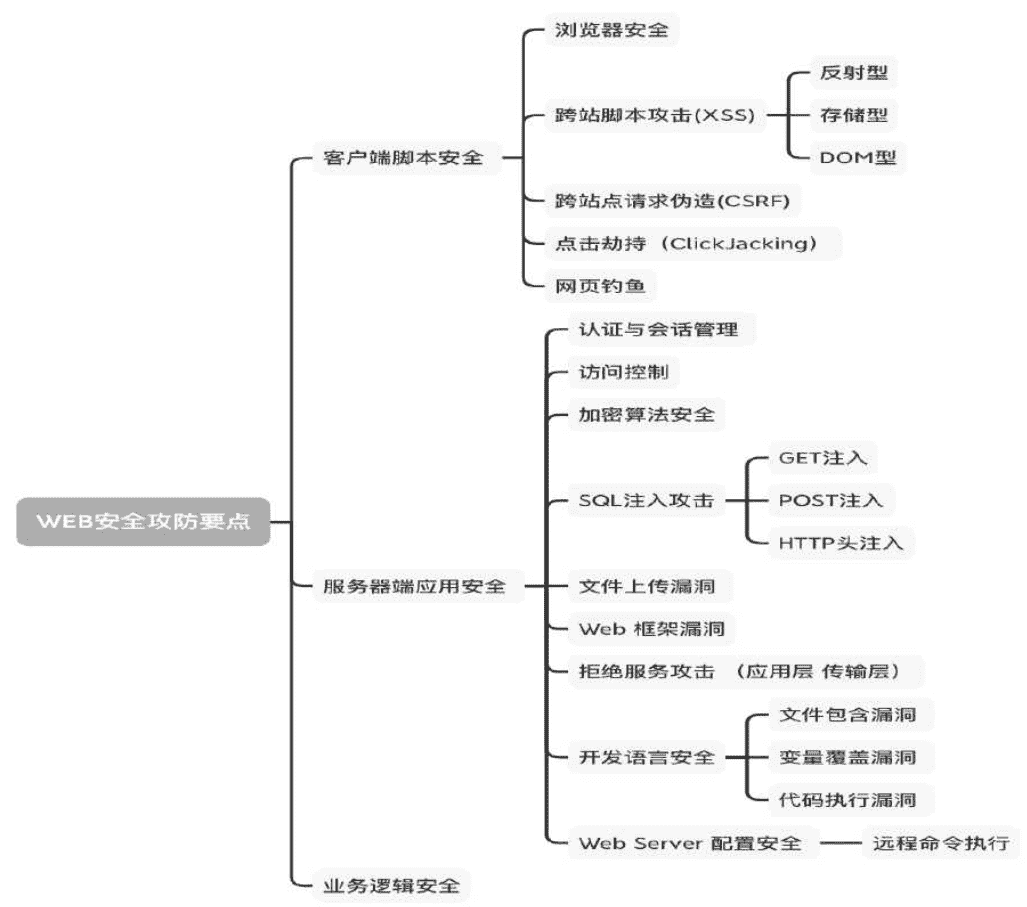 浏览器安全
反射型
跨站脚本攻击(XSS)
存储型
DOM型
客户端脚本安全
跨站点请求伪造(CSRF)
点击劫持（ClickJacking）
网页钓鱼
认证与会话管理
访问控制
加密算法安全
GET注入
SQL注入攻击
POST注入
HTTP头注入
WEB安全攻防要点
服务器端应用安全
文件上传漏洞
Web 框架漏洞
拒绝服务攻击 （应用层 传输层）
文件包含漏洞
开发语言安全
变量覆盖漏洞
代码执行漏洞
Web Server 配置安全
远程命令执行
业务逻辑安全